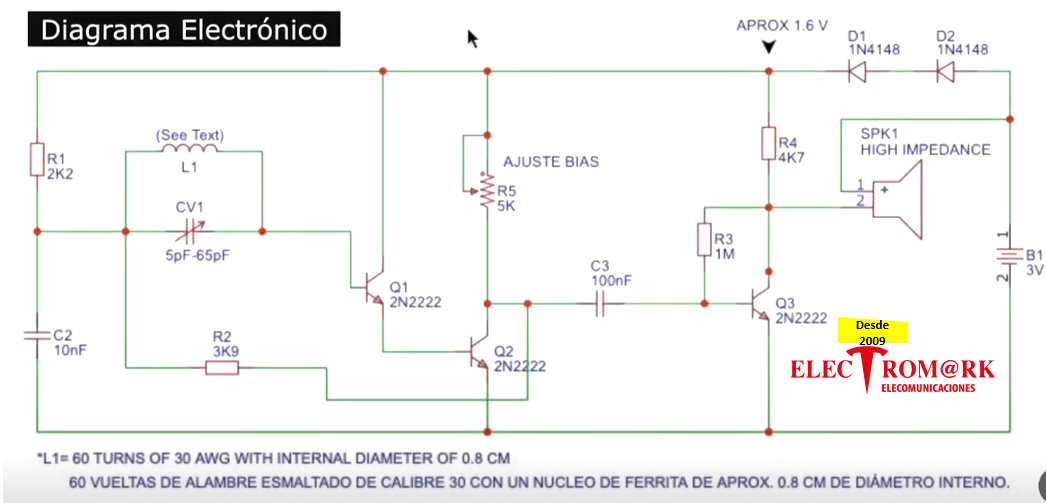 Diagrama Electrónico
APROX 1.6 V
D1
1N4148
D2
1N4148
(See Text)
L1
R1
2K2
CV1
5pF-65pF
AJUSTE BIAS
R5
5K
R4
4K7
SPK1
HIGH IMPEDANCE
1
+
2
R3
1M
C3
100nF
Q1
2N2222
1
B1
3V
2
Q3
2N2222
C2
10nF
R2
3K9
Q2
2N2222
Desde
2009
ELECTROM@RK
ELECOMUNICACIONES
*L1= 60 TURNS OF 30 AWG WITH INTERNAL DIAMETER OF 0.8 CM
60 VUELTAS DE ALAMBRE ESMALTADO DE CALIBRE 30 CON UN NUCLEO DE FERRITA DE APROX. 0.8 CM DE DIÁMETRO INTERNO.